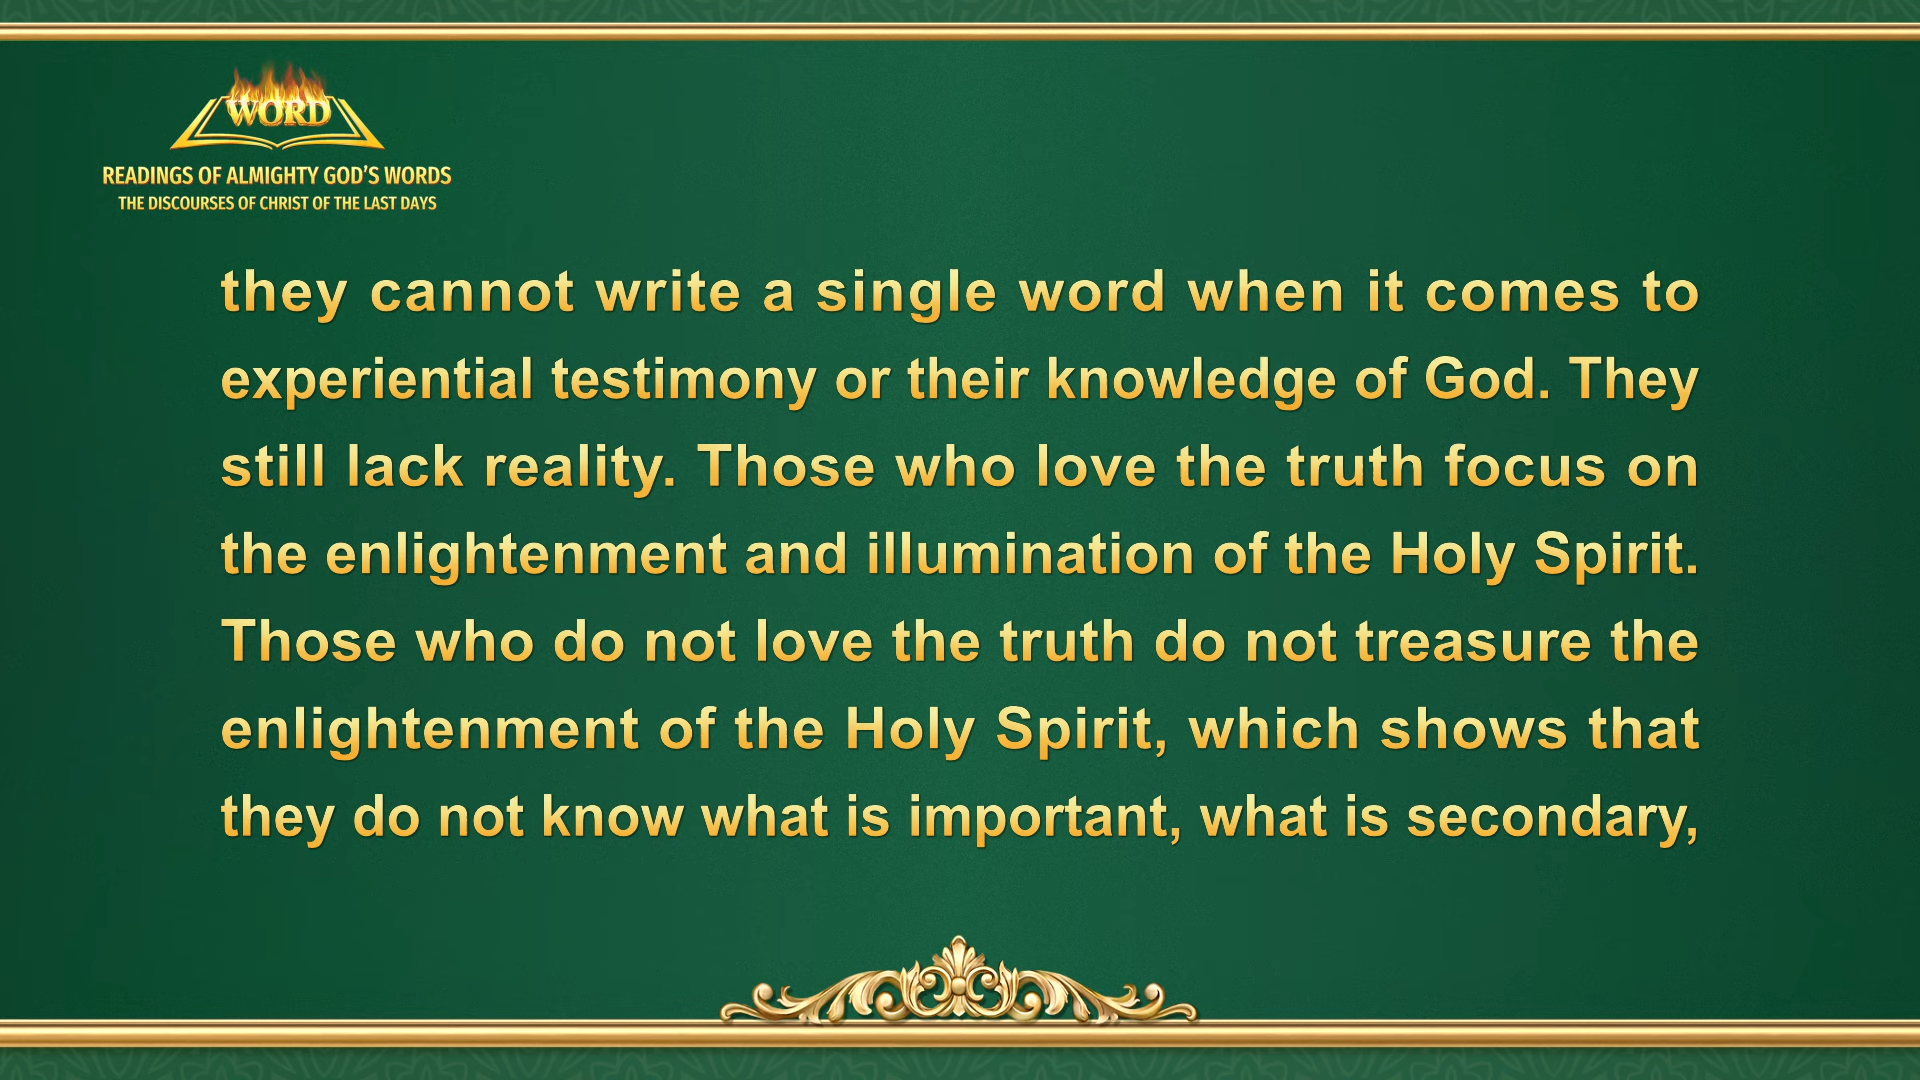 WORD
READINGS OF ALMIGHTY GOD'S WORDS
THE DISCOURSES OF CHRIST OF THE LAST DAYS
they cannot write a single word when it comes to
experiential testimony or their knowledge of God. They
still lack reality. Those who love the truth focus on
the enlightenment and illumination of the Holy Spirit.
Those who do not love the truth do not treasure the
enlightenment of the Holy Spirit, which shows that
they do not know what is important, what is secondary,